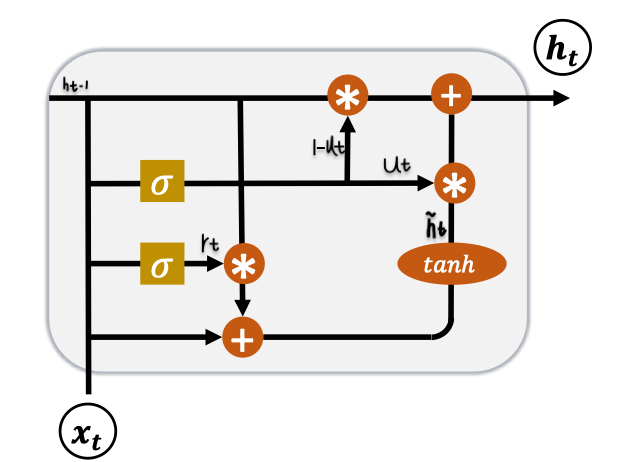 hₜ
hₜ₋₁
*
+
1-uₜ
uₜ
σ
*
h̃ₜ
rₜ
σ
*
tanh
+
xₜ